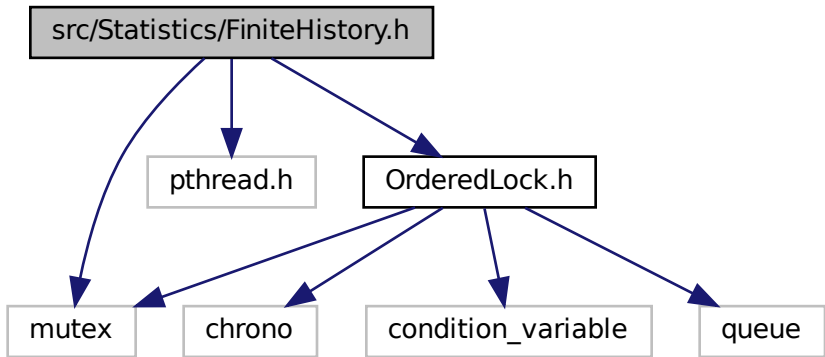 src/Statistics/FiniteHistory.h
pthread.h
OrderedLock.h
mutex
chrono
condition_variable
queue